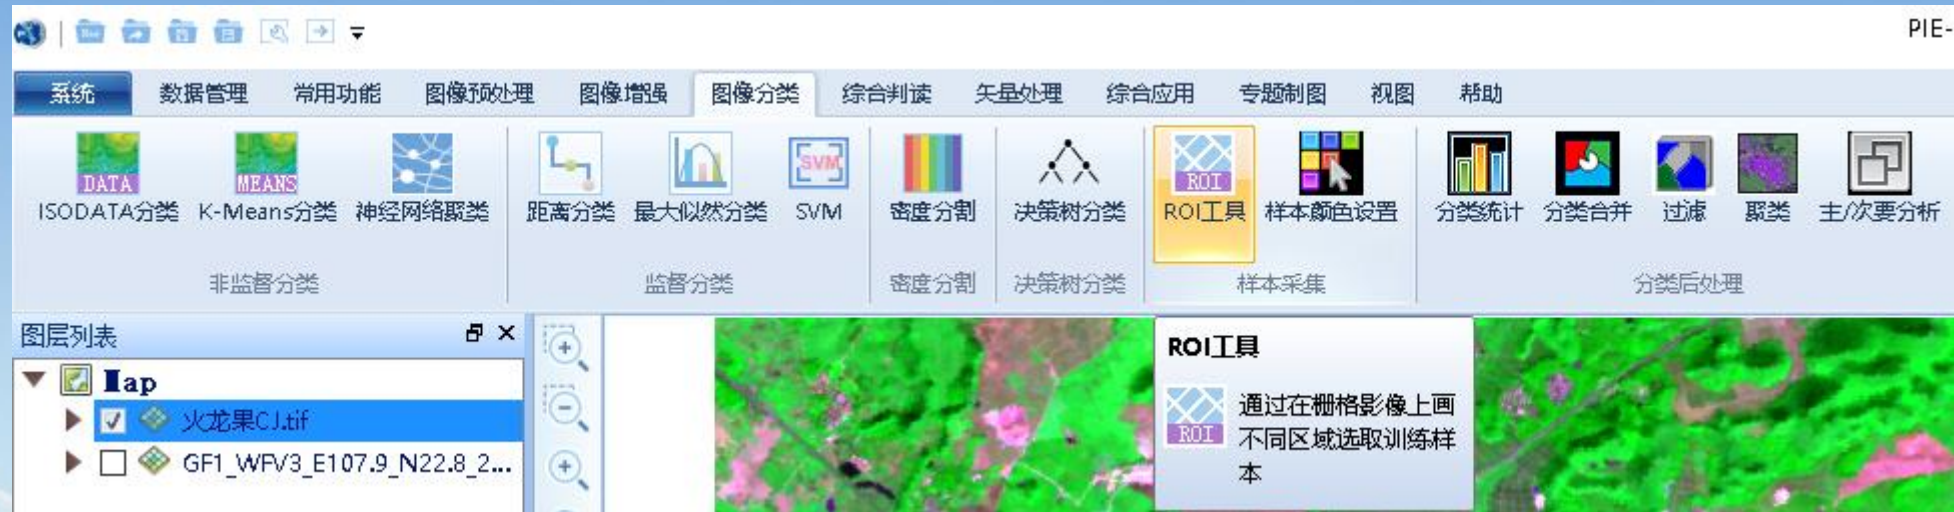 PIE-
系统 数据管理 常用功能 图像预处理 图像增强 图像分类 综合判读 矢量处理 综合应用 专题制图 视图 帮助
DATA MEANS SVM ROI
ISODATA分类 K-Means分类 神经网络聚类 距离分类 最大似然分类 SVM 密度分割 决策树分类 ROI工具 样本颜色设置 分类统计 分类合并 过滤 聚类 主/次要分析
非监督分类 监督分类 密度分割 决策树分类 样本采集 分类后处理
图层列表
ROI工具
Map
火龙果CJ.tif
GF1_WFV3_E107.9_N22.8_2...
ROI
通过在栅格影像上画
不同区域选取训练样
本